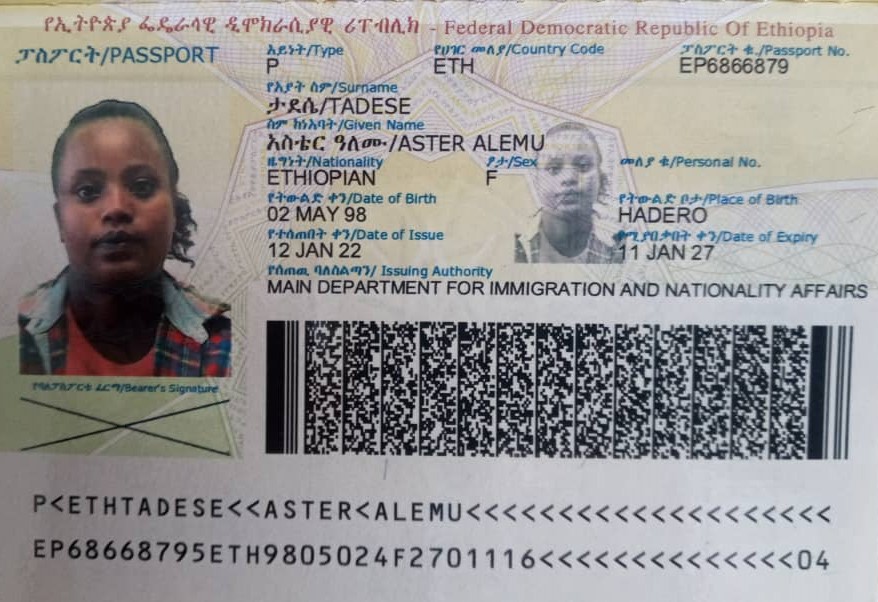 የኢትዮጵያ ፌዴራላዊ ዲሞክራሲያዊ ሪፐብሊክ - Federal Democratic Republic Of Ethiopia
ፓስፖርት/PASSPORT
አይነት/Type
P
የሀገር መለያ/Country Code
ETH
ፓስፖርት ቁ./Passport No.
EP6866879
የአያት ስም/Surname
ታደሴ/TADESE
ስም ከነአባት/Given Name
አስቴር ዓለሙ/ASTER ALEMU
ዜግነት/Nationality
ETHIOPIAN
ፆታ/Sex
F
መለያ ቁ/Personal No.
የትውልድ ቀን/Date of Birth
02 MAY 98
የትውልድ ቦታ/Place of Birth
HADERO
የተሰጠበት ቀን/Date of Issue
12 JAN 22
የሚያበቃበት ቀን/Date of Expiry
11 JAN 27
የሰጠዉ ባለስልጣን/ Issuing Authority
MAIN DEPARTMENT FOR IMMIGRATION AND NATIONALITY AFFAIRS
የባለፓስፖርቱ ፊርማ/Bearer's Signature
P<ETHTADESE<<ASTER<ALEMU<<<<<<<<<<<<<<<<<<<<
EP68668795ETH9805024F2701116<<<<<<<<<<<<<<04